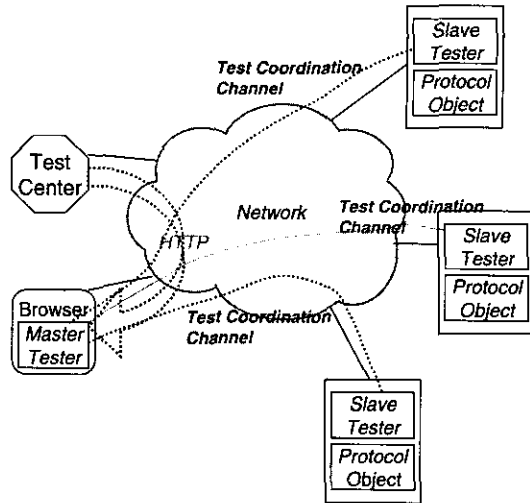 Slave
Tester
Protocol
Object
Test Coordination
Channel
Test
Center
Network
HTTP
Test Coordination
Channel
Slave
Tester
Protocol
Object
Browser
Master
Tester
Test Coordination
Channel
Slave
Tester
Protocol
Object